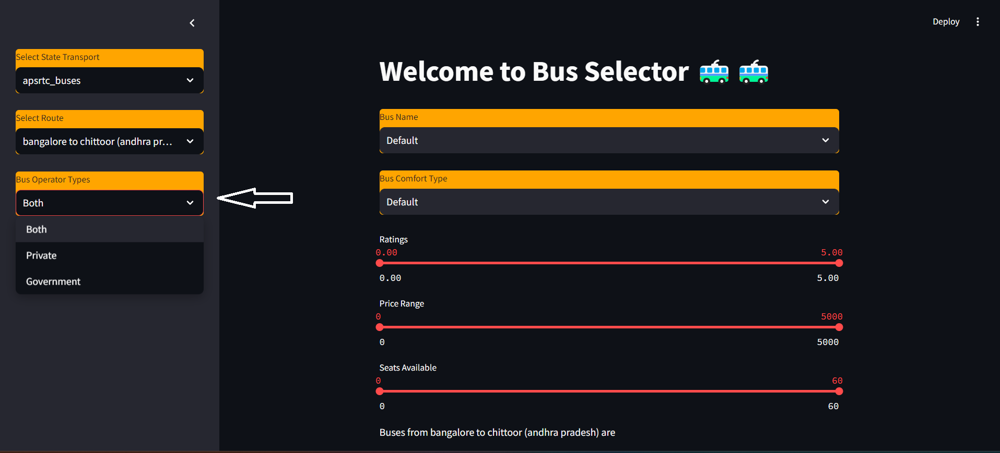 Deploy
Select State Transport
apsrtc_buses
Select Route
bangalore to chittoor (andhra pr...
Bus Operator Types
Both
Both
Private
Government
Welcome to Bus Selector
Bus Name
Default
Bus Comfort Type
Default
Ratings
0.00 5.00
0.00 5.00
Price Range
0 5000
0 5000
Seats Available
0 60
0 60
Buses from bangalore to chittoor (andhra pradesh) are